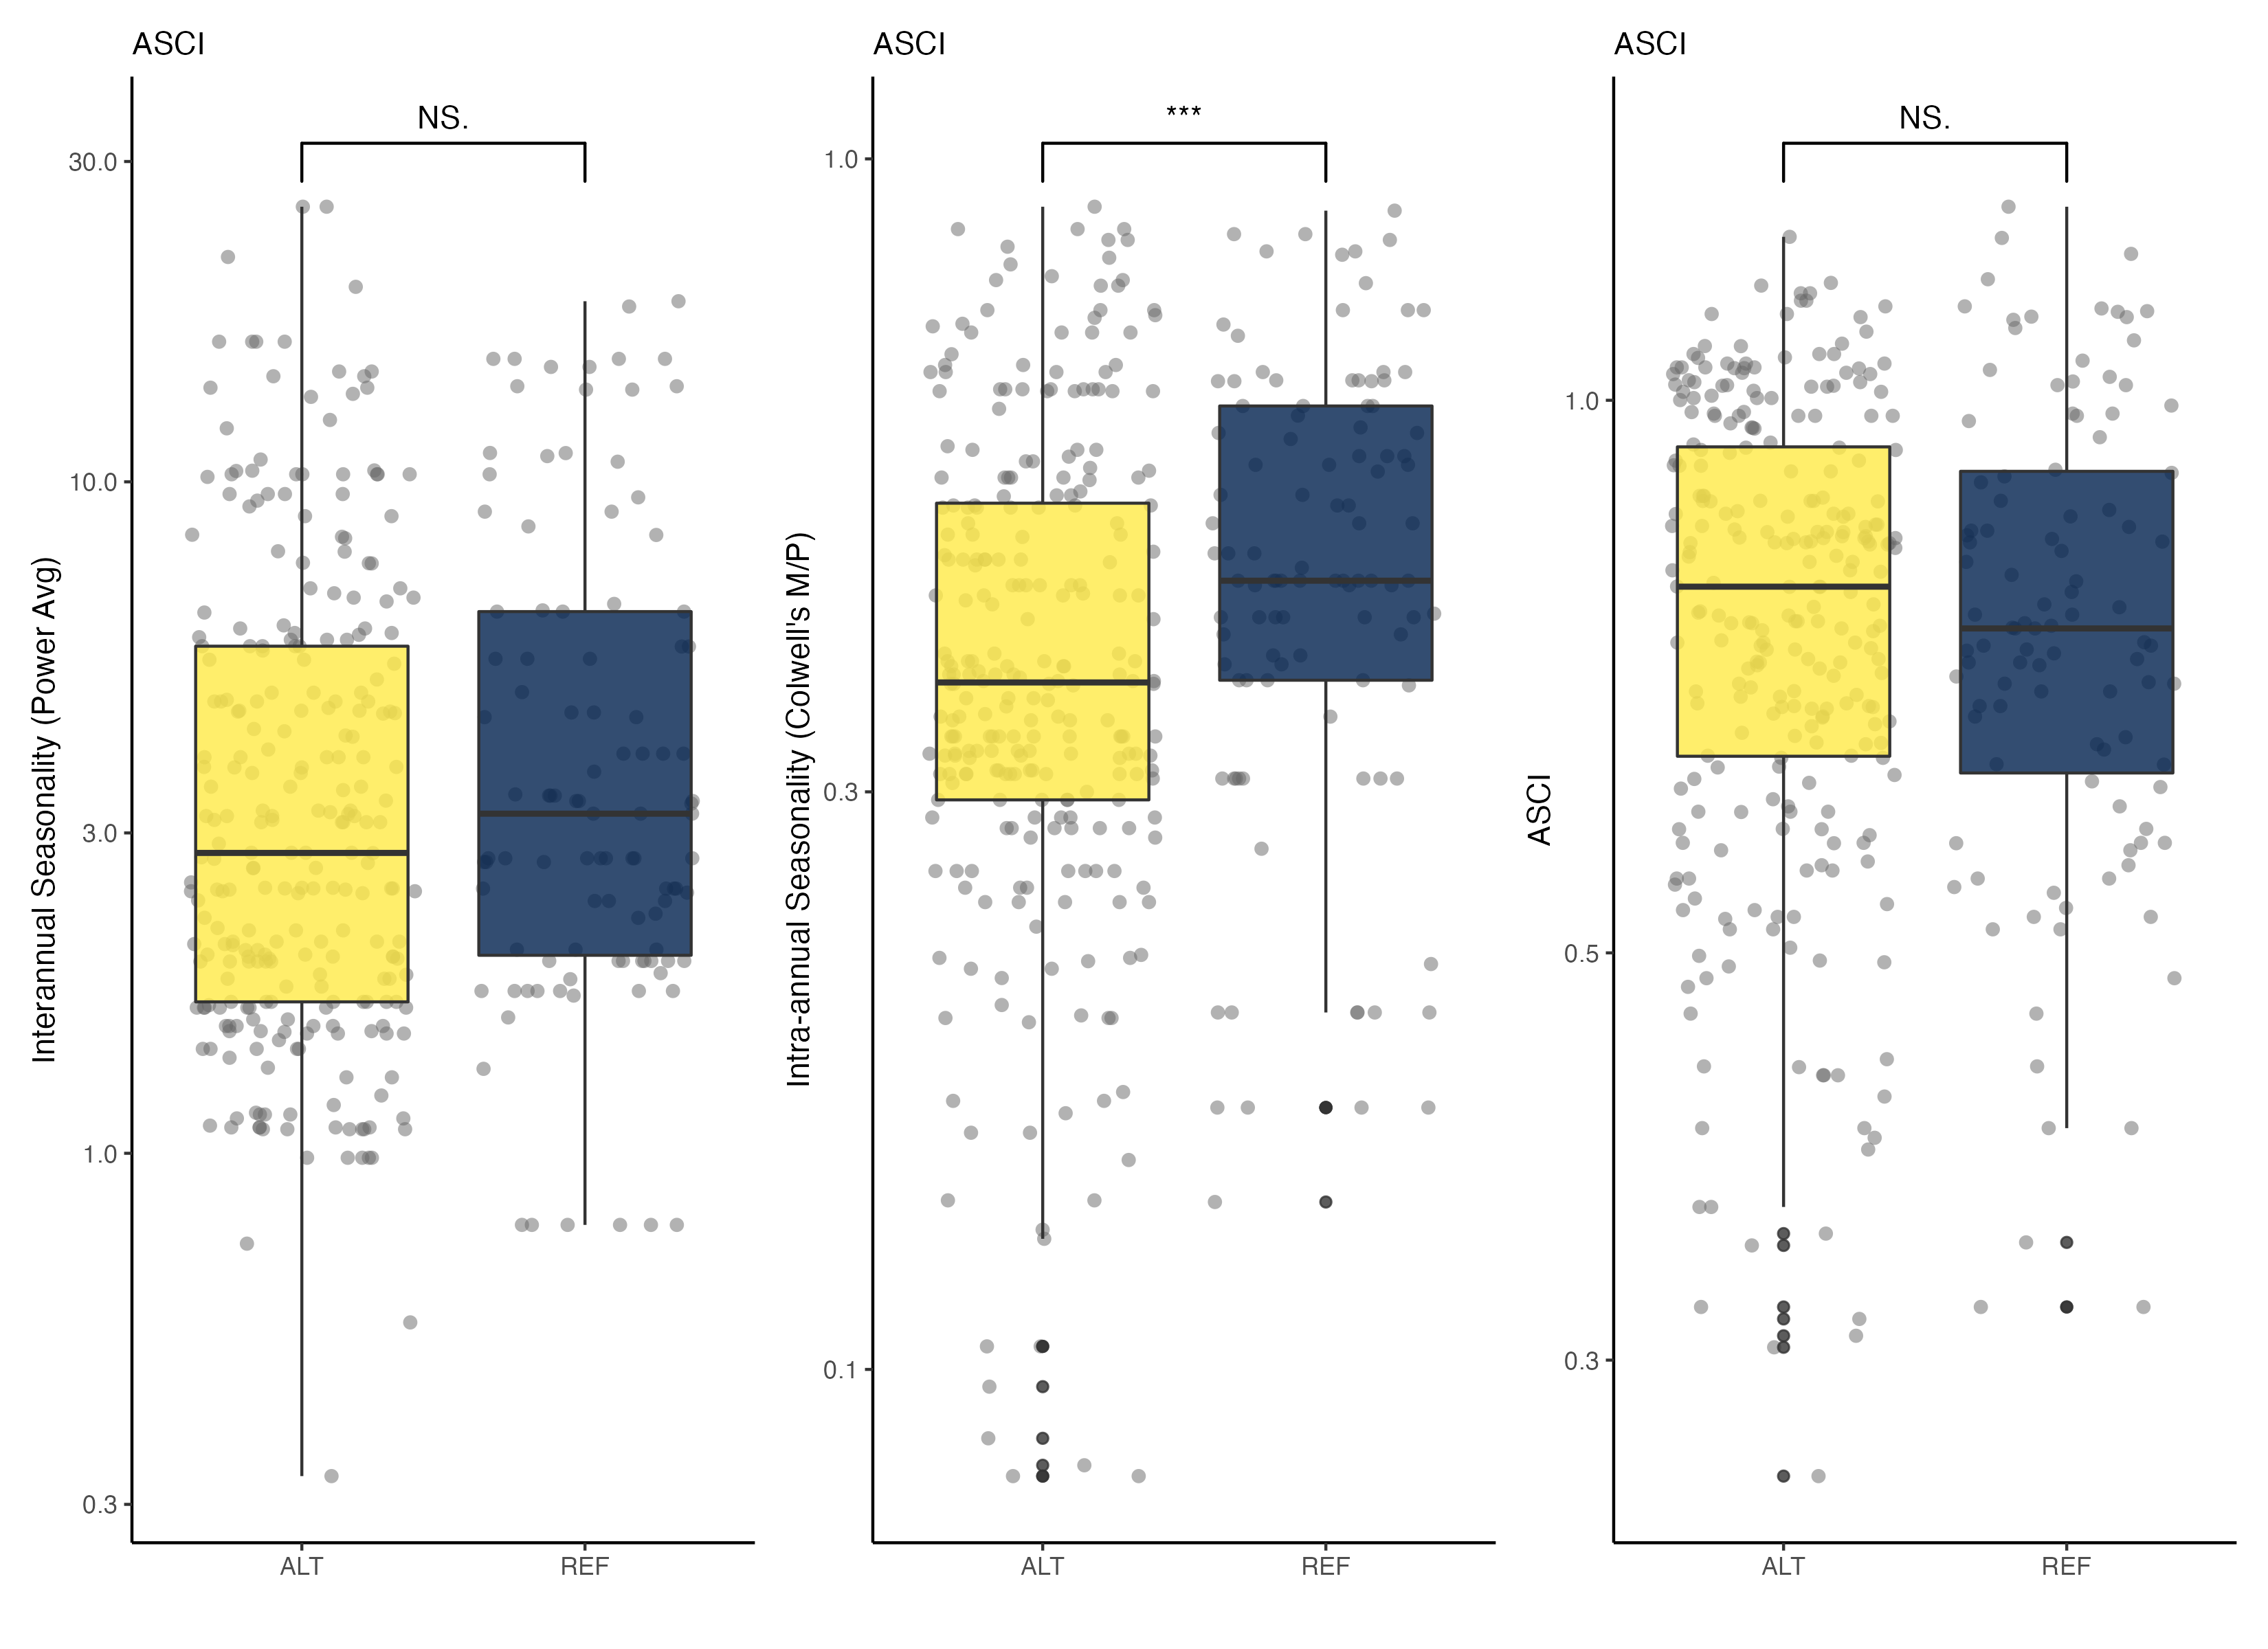 ASCI
NS.
30.0
10.0
3.0
1.0
0.3
Interannual Seasonality (Power Avg)
ALT
REF
ASCI
***
1.0
0.3
0.1
Intra-annual Seasonality (Colwell's M/P)
ALT
REF
ASCI
NS.
1.0
0.5
0.3
ASCI
ALT
REF